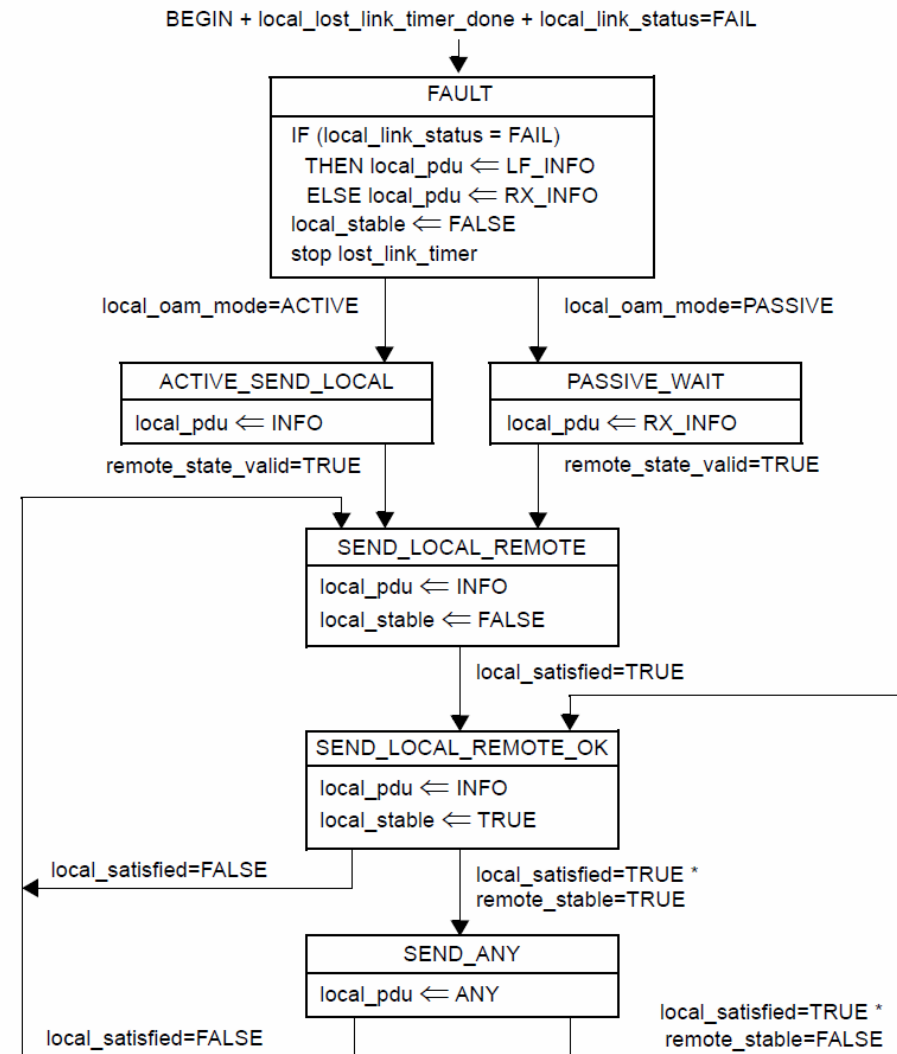 BEGIN + local_lost_link_timer_done + local_link_status=FAIL
FAULT
IF (local_link_status = FAIL)
THEN local_pdu ⇐ LF_INFO
ELSE local_pdu ⇐ RX_INFO
local_stable ⇐ FALSE
stop lost_link_timer
local_oam_mode=ACTIVE
local_oam_mode=PASSIVE
ACTIVE_SEND_LOCAL
local_pdu ⇐ INFO
PASSIVE_WAIT
local_pdu ⇐ RX_INFO
remote_state_valid=TRUE
remote_state_valid=TRUE
SEND_LOCAL_REMOTE
local_pdu ⇐ INFO
local_stable ⇐ FALSE
local_satisfied=TRUE
SEND_LOCAL_REMOTE_OK
local_pdu ⇐ INFO
local_stable ⇐ TRUE
local_satisfied=FALSE
local_satisfied=TRUE *
remote_stable=TRUE
SEND_ANY
local_pdu ⇐ ANY
local_satisfied=FALSE
local_satisfied=TRUE *
remote_stable=FALSE